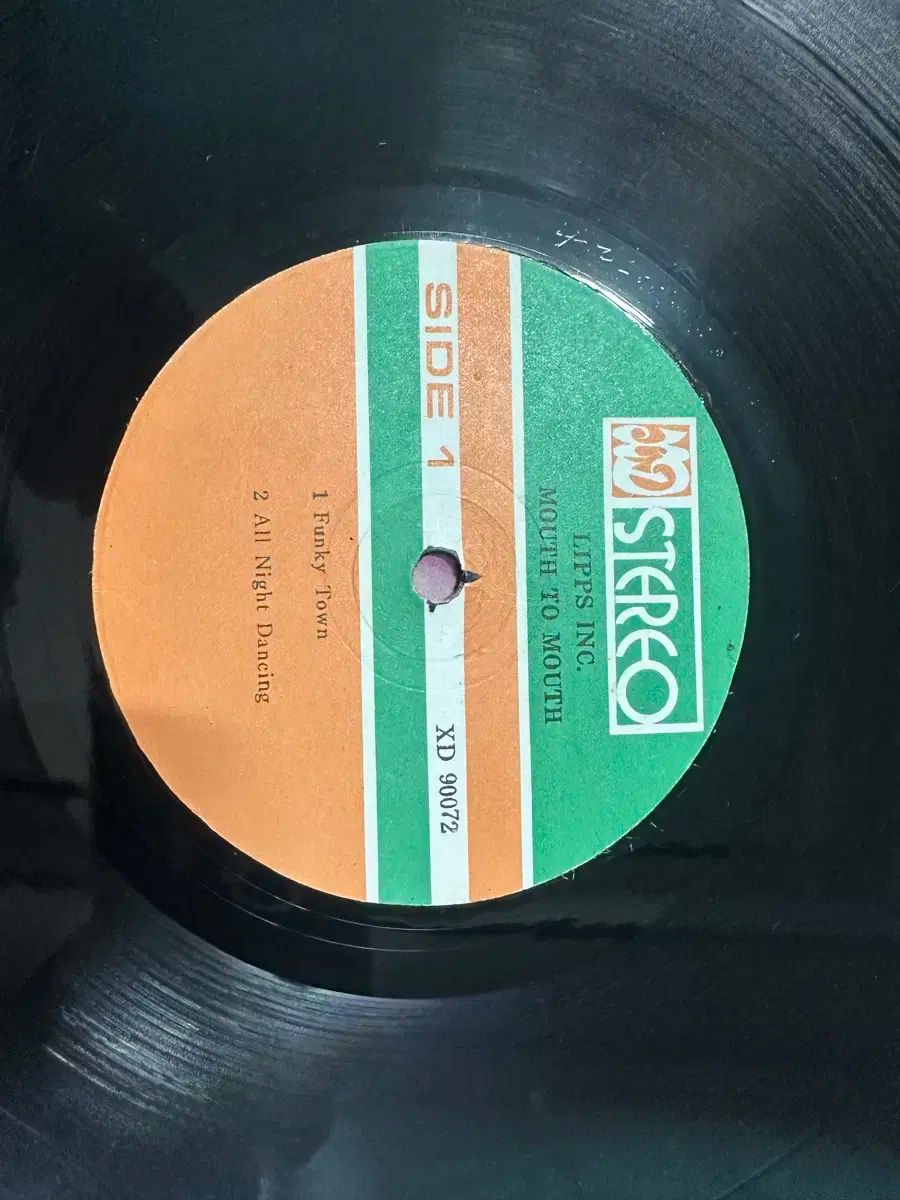 STEREO
LIPPS INC.
MOUTH TO MOUTH
SIDE 1
XD 90072
1 Funky Town
2 All Night Dancing